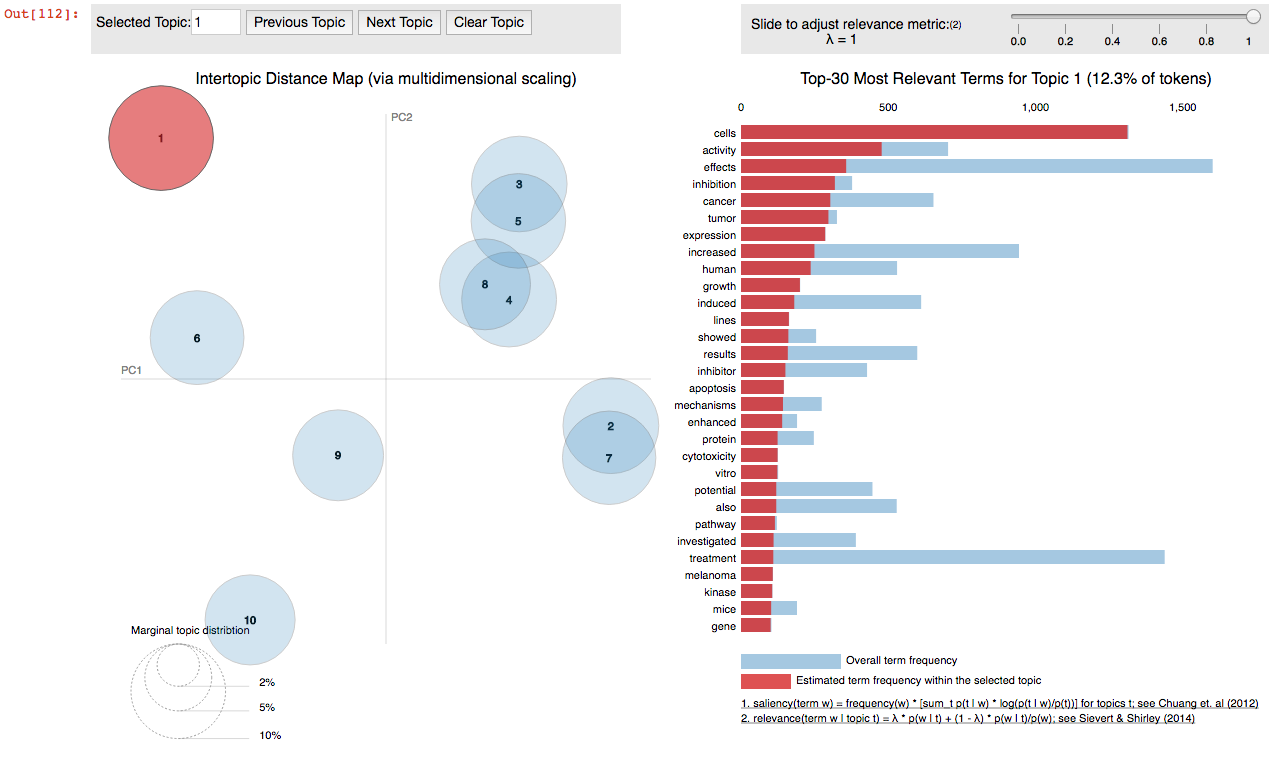 Out[112]:
Selected Topic: 1 Previous Topic Next Topic Clear Topic
Slide to adjust relevance metric:(2)
λ = 1
0.0 0.2 0.4 0.6 0.8 1
Intertopic Distance Map (via multidimensional scaling)
PC2
PC1
1
3
5
8
4
6
2
7
9
10
Marginal topic distribtion
2%
5%
10%
Top-30 Most Relevant Terms for Topic 1 (12.3% of tokens)
0 500 1,000 1,500
cells
activity
effects
inhibition
cancer
tumor
expression
increased
human
growth
induced
lines
showed
results
inhibitor
apoptosis
mechanisms
enhanced
protein
cytotoxicity
vitro
potential
also
pathway
investigated
treatment
melanoma
kinase
mice
gene
Overall term frequency
Estimated term frequency within the selected topic
1. saliency(term w) = frequency(w) * [sum_t p(t | w) * log(p(t | w)/p(t))] for topics t; see Chuang et. al (2012)
2. relevance(term w | topic t) = λ * p(w | t) + (1 - λ) * p(w | t)/p(w); see Sievert & Shirley (2014)